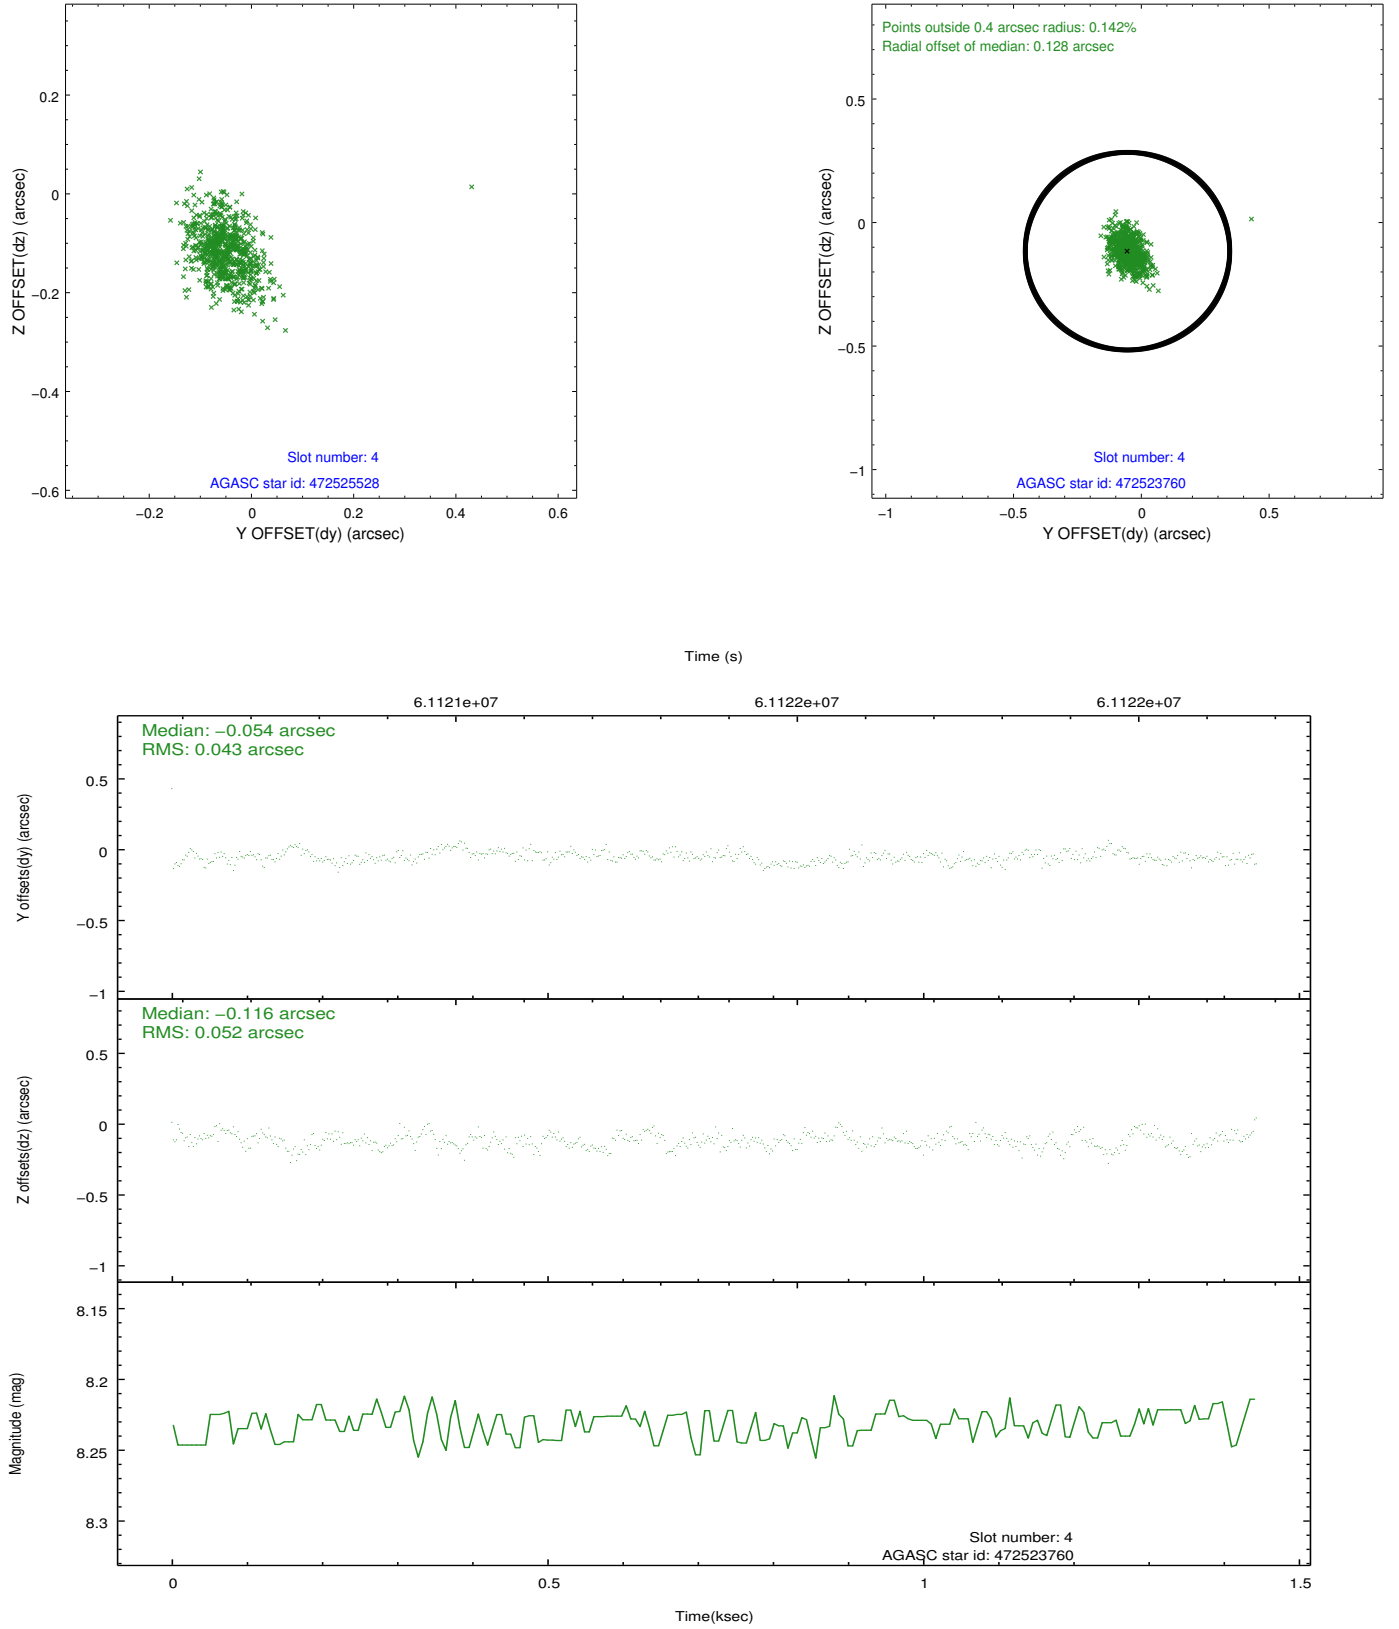 0.2
0
−0.2
−0.4
−0.6
Z OFFSET(dz) (arcsec)
Slot number: 4
AGASC star id: 472525528
−0.2
0
0.2
0.4
0.6
Y OFFSET(dy) (arcsec)
Points outside 0.4 arcsec radius: 0.142%
Radial offset of median: 0.128 arcsec
0.5
0
−0.5
−1
Z OFFSET(dz) (arcsec)
Slot number: 4
AGASC star id: 472523760
−1
−0.5
0
0.5
Y OFFSET(dy) (arcsec)
Time (s)
6.1121e+07
6.1122e+07
6.1122e+07
Median: −0.054 arcsec
RMS: 0.043 arcsec
0.5
0
−0.5
−1
Y offsets(dy) (arcsec)
Median: −0.116 arcsec
RMS: 0.052 arcsec
0.5
0
−0.5
−1
Z offsets(dz) (arcsec)
8.15
8.2
8.25
8.3
Magnitude (mag)
Slot number: 4
AGASC star id: 472523760
0
0.5
1
1.5
Time(ksec)